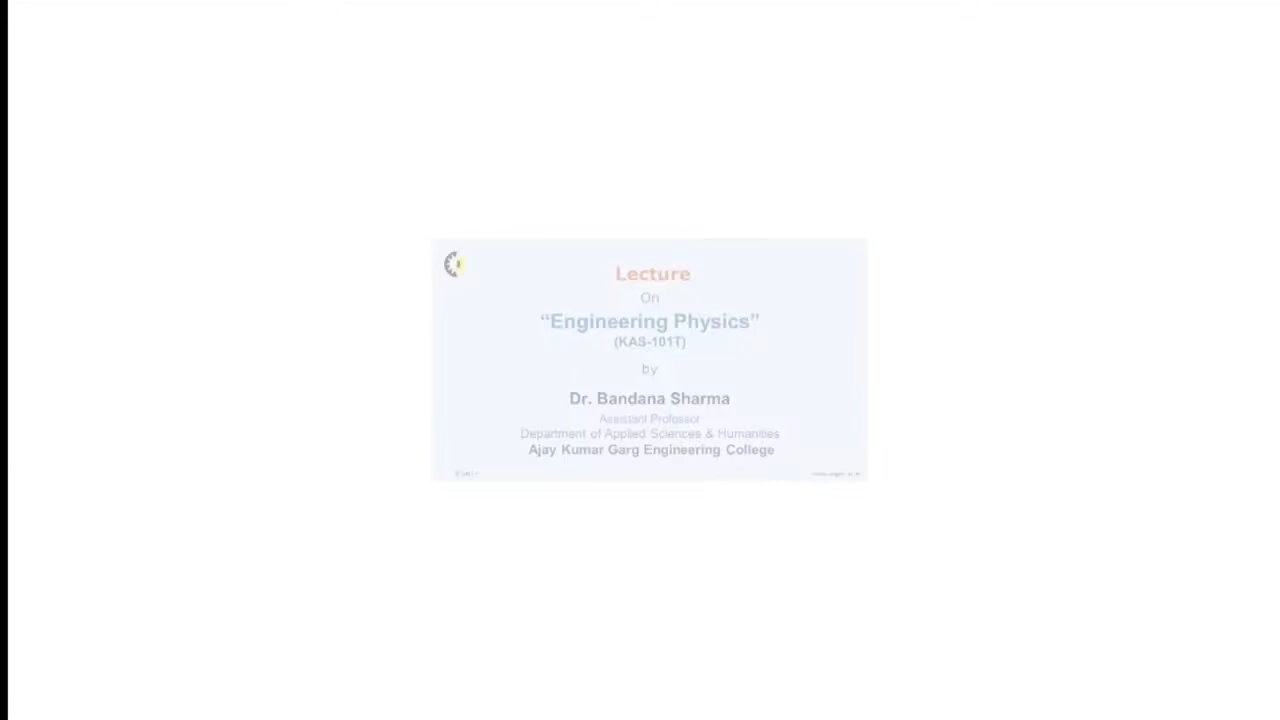 Lecture
On
“Engineering Physics”
(KAS-101T)
by
Dr. Bandana Sharma
Assistant Professor
Department of Applied Sciences & Humanities
Ajay Kumar Garg Engineering College